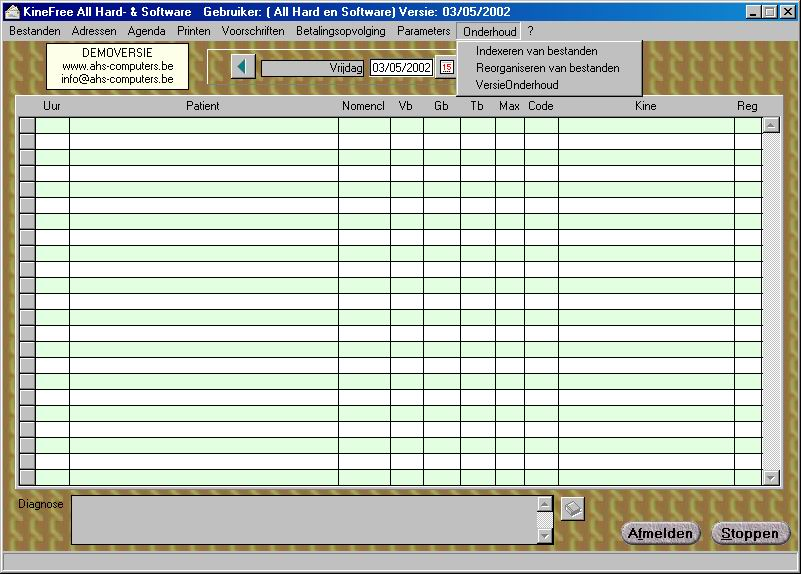 KineFree All Hard- & Software Gebruiker: ( All Hard en Software) Versie: 03/05/2002
Bestanden Adressen Agenda Printen Voorschriften Betalingsopvolging Parameters Onderhoud ?
Indexeren van bestanden
Reorganiseren van bestanden
VersieOnderhoud
DEMOVERSIE
www.ahs-computers.be
info@ahs-computers.be
Vrijdag 03/05/2002 15
Uur Patient Nomencl Vb Gb Tb Max Code Kine Reg
Diagnose
Afmelden Stoppen